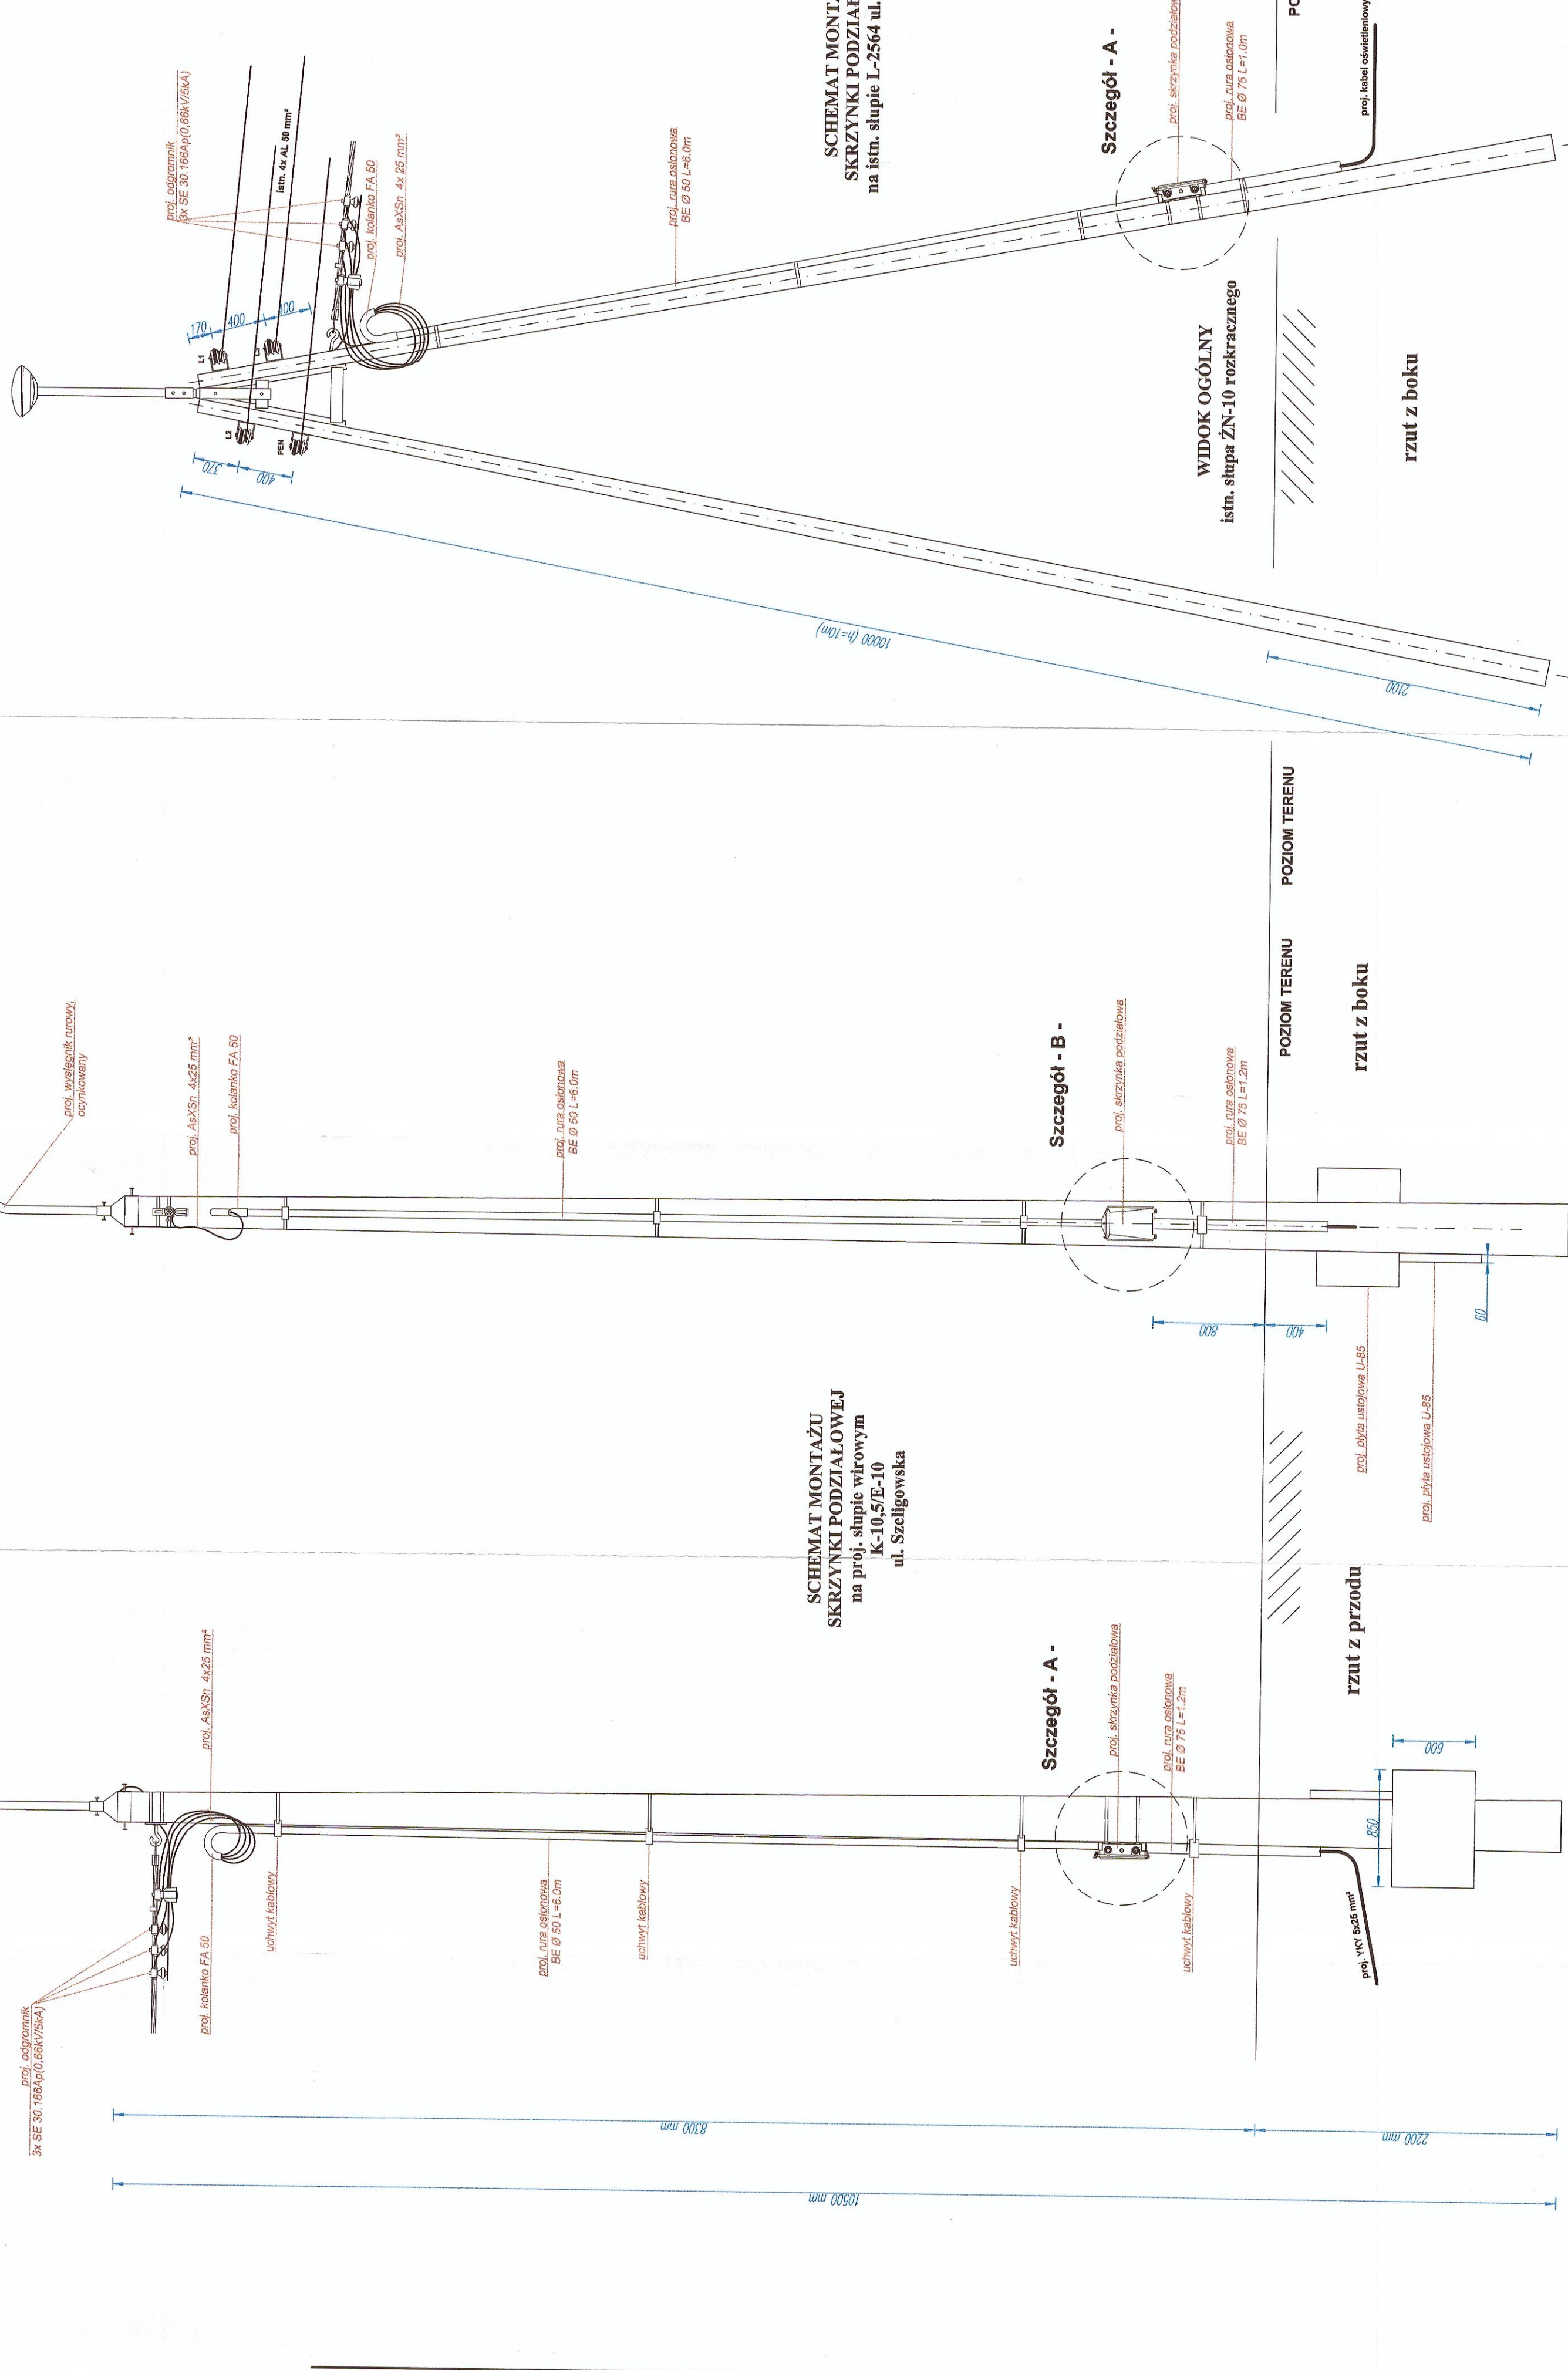 proj. odgromnik
3x SE 30.166Ap(0,66kV/5kA)
proj. AsXSn 4x25 mm²
proj. kolanko FA 50
uchwyt kablowy
proj. rura osłonowa
BE Ø 50 L=6.0m
uchwyt kablowy
uchwyt kablowy
uchwyt kablowy
Szczegół - A -
proj. skrzynka podziałowa
proj. rura osłonowa
BE Ø 75 L=1.2m
proj. YKY 5x25 mm²
rzut z przodu
850
600
8300 mm
2200 mm
10500 mm
SCHEMAT MONTAŻU
SKRZYNKI PODZIAŁOWEJ
na proj. słupie wirowym
K-10,5/E-10
ul. Szeligowska
proj. wysięgnik rurowy,
ocynkowany
proj. AsXSn 4x25 mm²
proj. kolanko FA 50
proj. rura osłonowa
BE Ø 50 L=6.0m
Szczegół - B -
proj. skrzynka podziałowa
proj. rura osłonowa
BE Ø 75 L=1.2m
800
400
60
proj. płyta ustojowa U-85
proj. płyta ustojowa U-85
POZIOM TERENU
POZIOM TERENU
rzut z boku
proj. odgromnik
3x SE 30.166Ap(0,66kV/5kA)
istn. 4x AL 50 mm²
proj. kolanko FA 50
proj. AsXSn 4x 25 mm²
170
400
400
L1
L3
L2
PEN
370
400
10000 (h=10m)
2100
proj. rura osłonowa
BE Ø 50 L=6.0m
SCHEMAT MONTA
SKRZYNKI PODZIA
na istn. słupie L-2564 ul.
Szczegół - A -
proj. skrzynka podziałow
proj. rura osłonowa
BE Ø 75 L=1.0m
WIDOK OGÓLNY
istn. słupa ŻN-10 rozkracznego
PO
proj. kabel oświetleniowy
rzut z boku